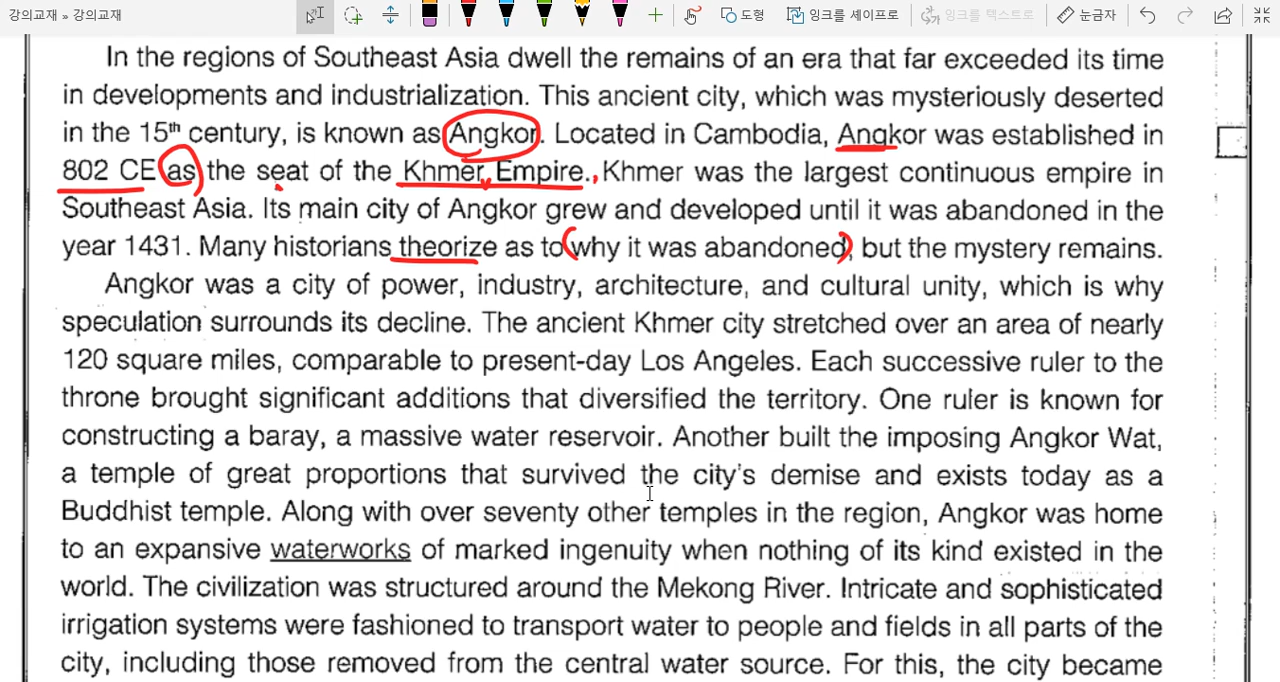 강의교재 » 강의교재
도형
잉크를 셰이프로
잉크를 텍스트로
눈금자
In the regions of Southeast Asia dwell the remains of an era that far exceeded its time
in developments and industrialization. This ancient city, which was mysteriously deserted
in the 15th century, is known as Angkor. Located in Cambodia, Angkor was established in
802 CE as the seat of the Khmer Empire. Khmer was the largest continuous empire in
Southeast Asia. Its main city of Angkor grew and developed until it was abandoned in the
year 1431. Many historians theorize as to why it was abandoned, but the mystery remains.
Angkor was a city of power, industry, architecture, and cultural unity, which is why
speculation surrounds its decline. The ancient Khmer city stretched over an area of nearly
120 square miles, comparable to present-day Los Angeles. Each successive ruler to the
throne brought significant additions that diversified the territory. One ruler is known for
constructing a baray, a massive water reservoir. Another built the imposing Angkor Wat,
a temple of great proportions that survived the city's demise and exists today as a
Buddhist temple. Along with over seventy other temples in the region, Angkor was home
to an expansive waterworks of marked ingenuity when nothing of its kind existed in the
world. The civilization was structured around the Mekong River. Intricate and sophisticated
irrigation systems were fashioned to transport water to people and fields in all parts of the
city, including those removed from the central water source. For this, the city became